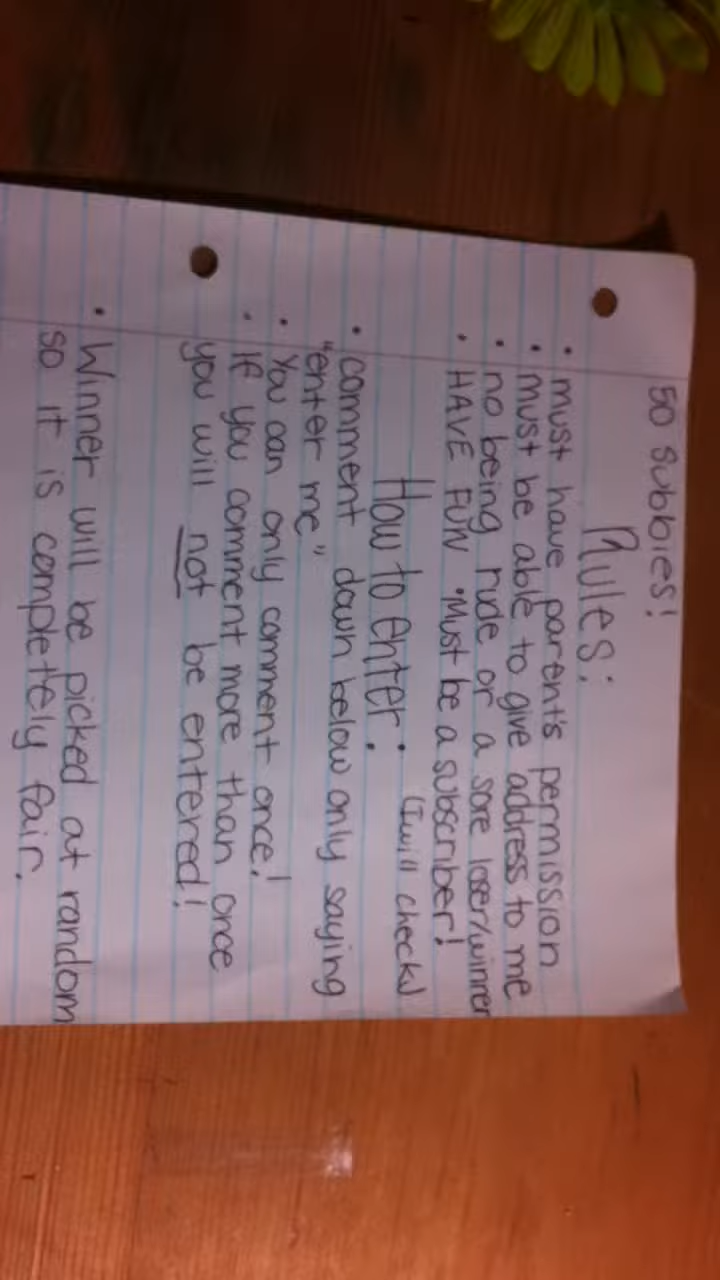 50 subbies!
Rules:
• must have parent's permission
• must be able to give address to me
• no being rude or a sore loser/winner
• HAVE FUN •Must be a subscriber!
(I will check)
How to enter:
• comment down below only saying
"enter me"
• You can only comment once!
• If you comment more than once
you will not be entered!
• Winner will be picked at random
so it is completely fair.